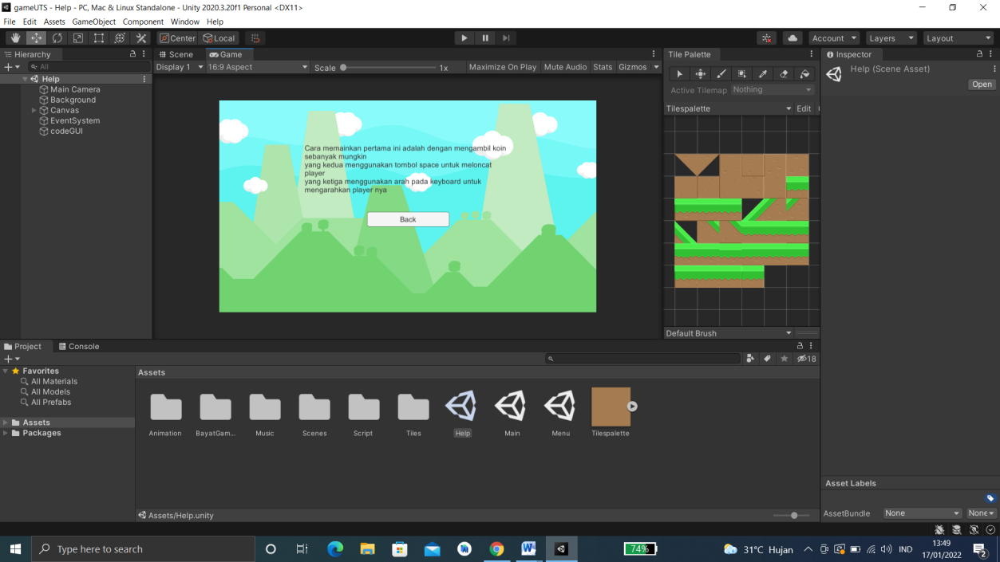 gameUTS - Help - PC, Mac & Linux Standalone - Unity 2020.3.20f1 Personal <DX11>
File Edit Assets GameObject Component Window Help
Center Local Account Layers Layout
Hierarchy
All
Help
Main Camera
Background
Canvas
EventSystem
codeGUI
Scene Game
Display 1 16:9 Aspect Scale 1x Maximize On Play Mute Audio Stats Gizmos
Cara memainkan pertama ini adalah dengan mengambil koin
sebanyak mungkin
yang kedua menggunakan tombol space untuk meloncat
player
yang ketiga menggunakan arah pada keyboard untuk
mengarahkan player nya
Back
Tile Palette
Active Tilemap Nothing
Tilespalette Edit
Default Brush
Inspector
Help (Scene Asset)
Open
Project Console
18
Favorites
All Materials
All Models
All Prefabs
Assets
Packages
Assets
Animation BayatGam... Music Scenes Script Tiles Help Main Menu Tilespalette
Assets/Help.unity
Asset Labels
AssetBundle None None
Type here to search
74%
31°C Hujan
IND
13:49
17/01/2022
2